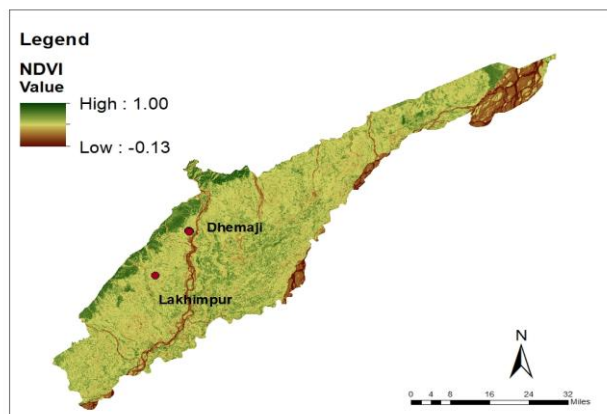 Legend
NDVI
Value
High : 1.00
Low : -0.13
Dhemaji
Lakhimpur
N
0 4 8 16 24 32
Miles